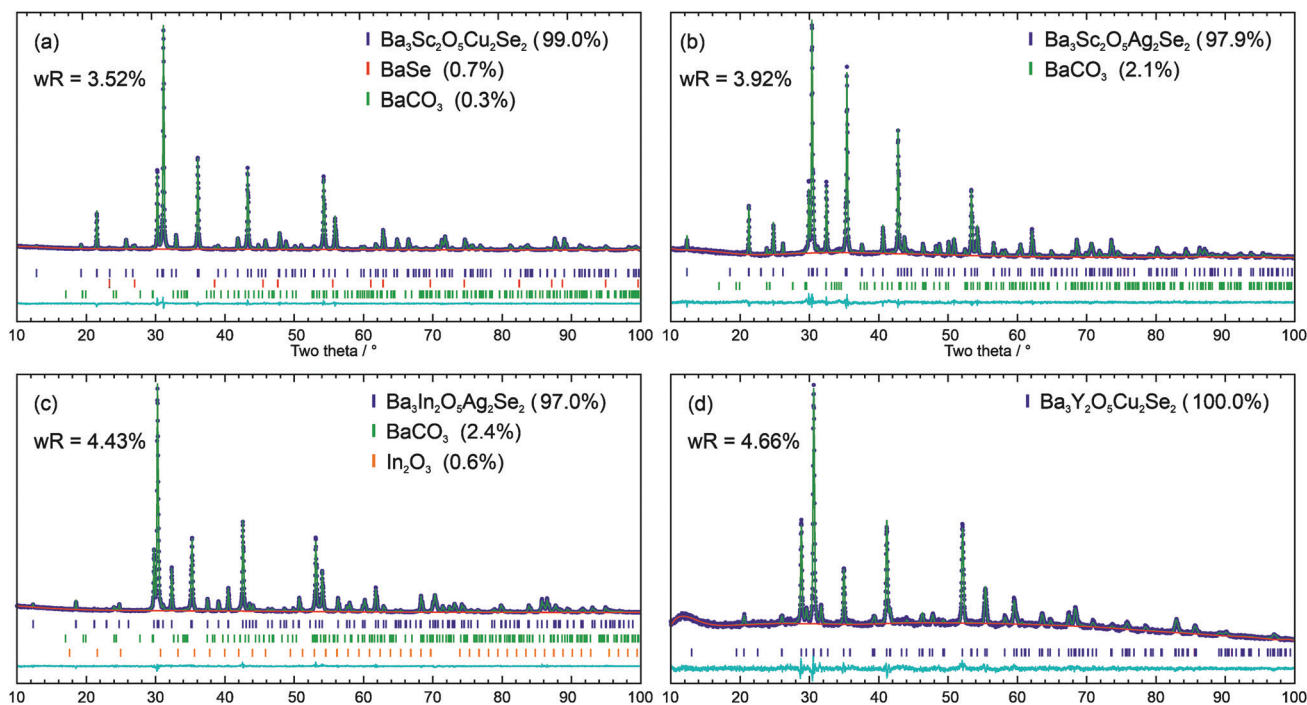 (a)
Ba₃Sc₂O₅Cu₂Se₂ (99.0%)
wR = 3.52%
BaSe (0.7%)
BaCO₃ (0.3%)
10 20 30 40 50 60 70 80 90 100
Two theta / °
(b)
Ba₃Sc₂O₅Ag₂Se₂ (97.9%)
wR = 3.92%
BaCO₃ (2.1%)
10 20 30 40 50 60 70 80 90 100
Two theta / °
(c)
Ba₃In₂O₅Ag₂Se₂ (97.0%)
wR = 4.43%
BaCO₃ (2.4%)
In₂O₃ (0.6%)
10 20 30 40 50 60 70 80 90 100
(d)
Ba₃Y₂O₅Cu₂Se₂ (100.0%)
wR = 4.66%
10 20 30 40 50 60 70 80 90 100